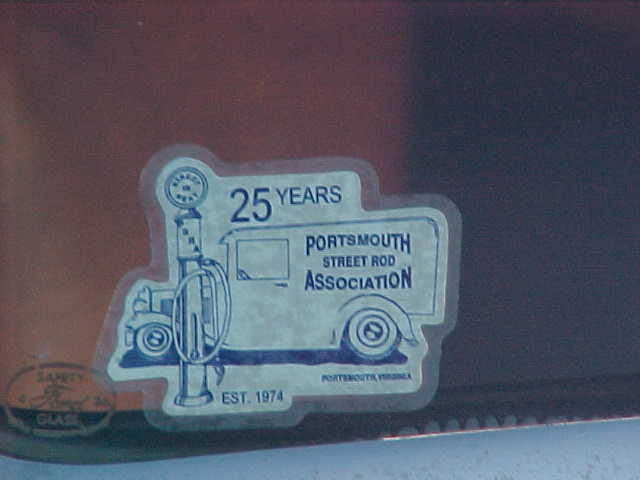 25 YEARS
PORTSMOUTH
STREET ROD
ASSOCIATION
PORTSMOUTH, VIRGINIA
EST. 1974
SAFETY
GLASS